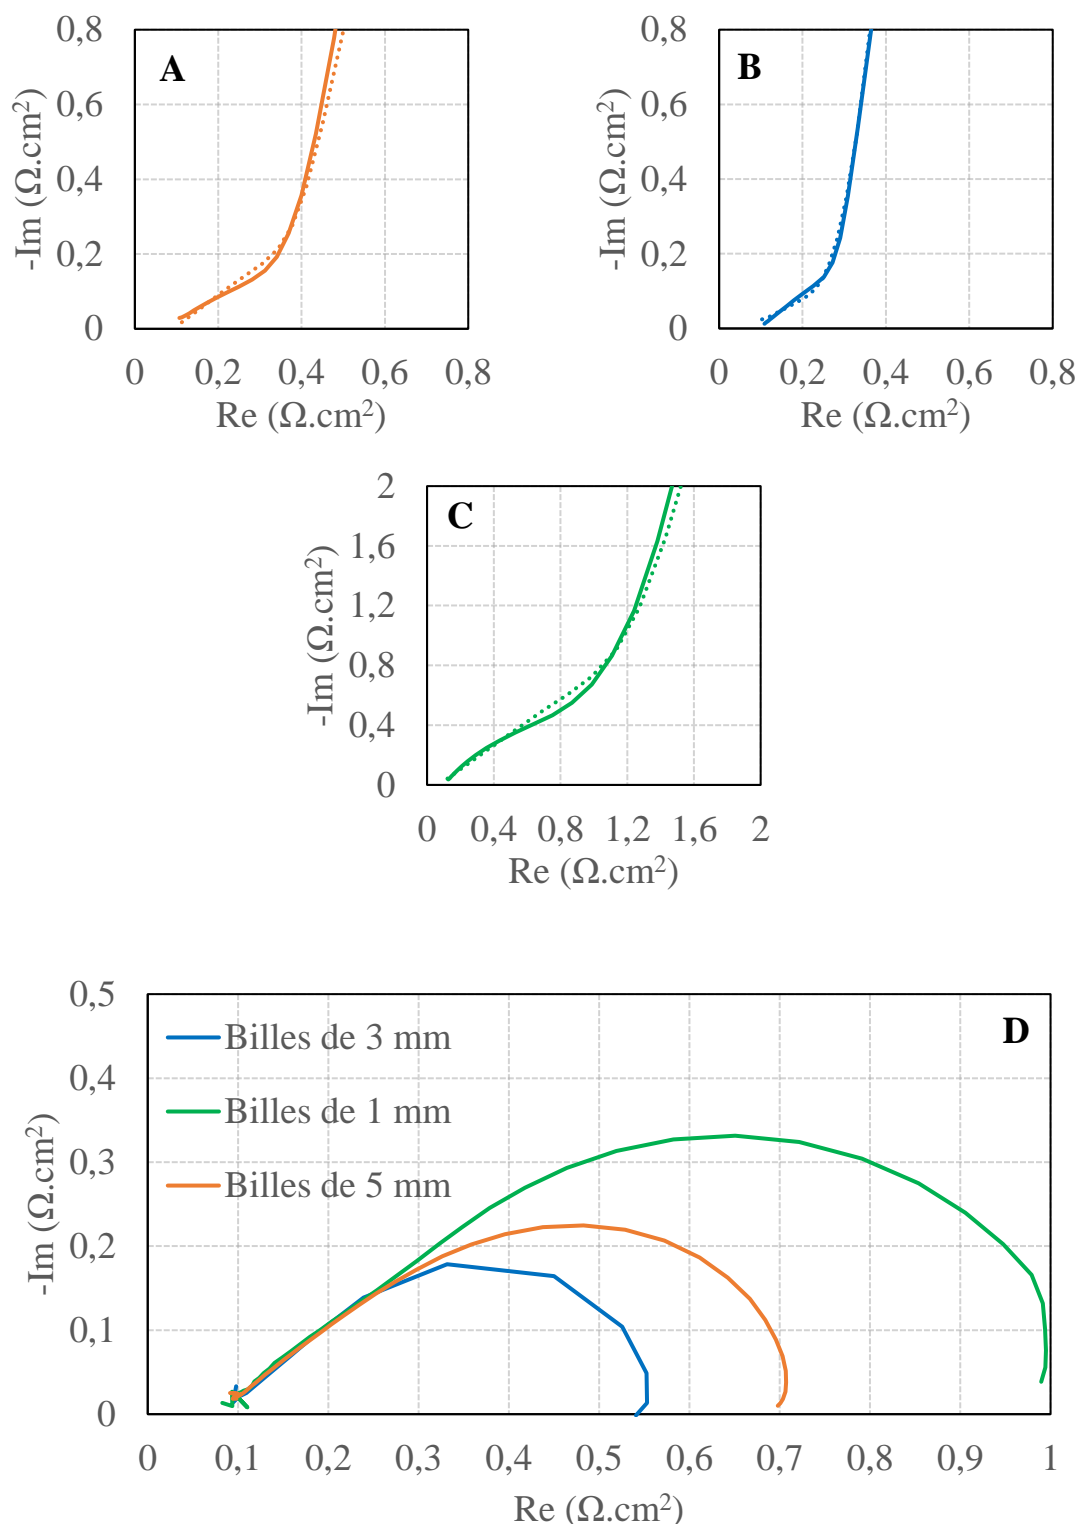 0,8
0,6
0,4
0,2
0
-Im (Ω.cm²)
A
0 0,2 0,4 0,6 0,8
Re (Ω.cm²)
0,8
0,6
0,4
0,2
0
-Im (Ω.cm²)
B
0 0,2 0,4 0,6 0,8
Re (Ω.cm²)
2
1,6
1,2
0,8
0,4
0
-Im (Ω.cm²)
C
0 0,4 0,8 1,2 1,6 2
Re (Ω.cm²)
0,5
0,4
0,3
0,2
0,1
0
-Im (Ω.cm²)
D
Billes de 3 mm
Billes de 1 mm
Billes de 5 mm
0 0,1 0,2 0,3 0,4 0,5 0,6 0,7 0,8 0,9 1
Re (Ω.cm²)